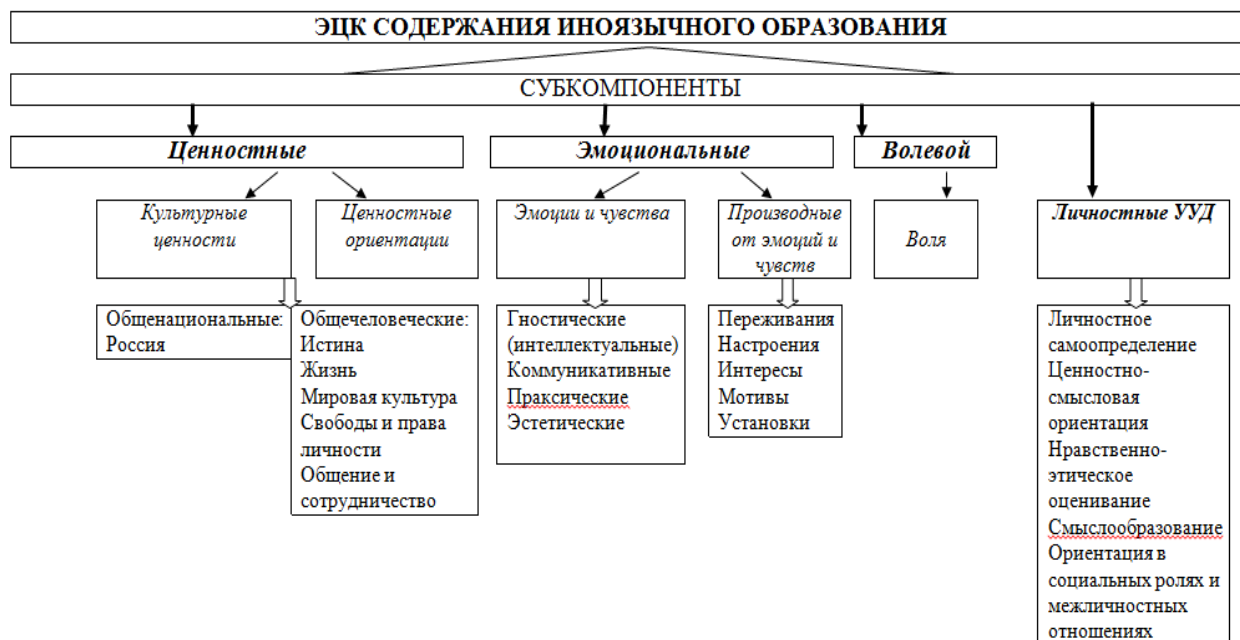 ЭЦК СОДЕРЖАНИЯ ИНОЯЗЫЧНОГО ОБРАЗОВАНИЯ
СУБКОМПОНЕНТЫ
Ценностные
Эмоциональные
Волевой
Культурные
ценности
Ценностные
ориентации
Эмоции и чувства
Производные
от эмоций и
чувств
Воля
Личностные УУД
Общенациональные:
Россия
Общечеловеческие:
Истина
Жизнь
Мировая культура
Свободы и права
личности
Общение и
сотрудничество
Гностические
(интеллектуальные)
Коммуникативные
Праксические
Эстетические
Переживания
Настроения
Интересы
Мотивы
Установки
Личностное
самоопределение
Ценностно-
смысловая
ориентация
Нравственно-
этическое
оценивание
Смыслообразование
Ориентация в
социальных ролях и
межличностных
отношениях